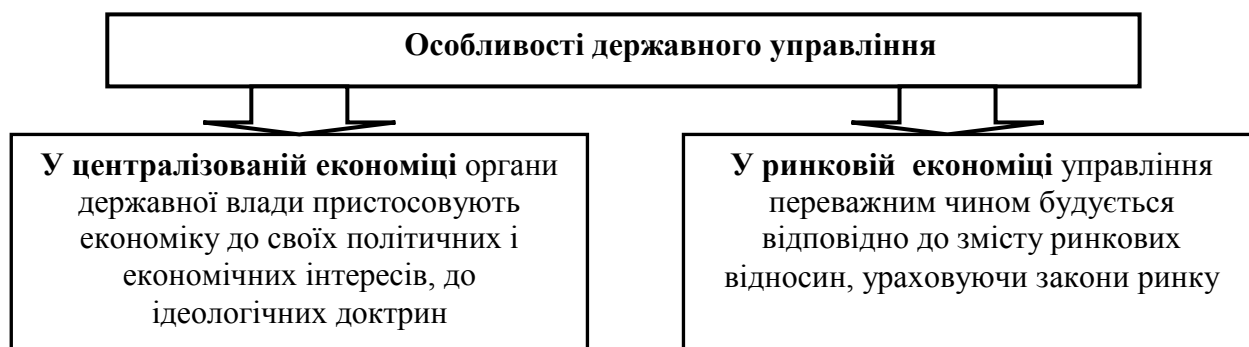 Особливості державного управління
У централізованій економіці органи
державної влади пристосовують
економіку до своїх політичних і
економічних інтересів, до
ідеологічних доктрин
У ринковій економіці управління
переважним чином будується
відповідно до змісту ринкових
відносин, ураховуючи закони ринку